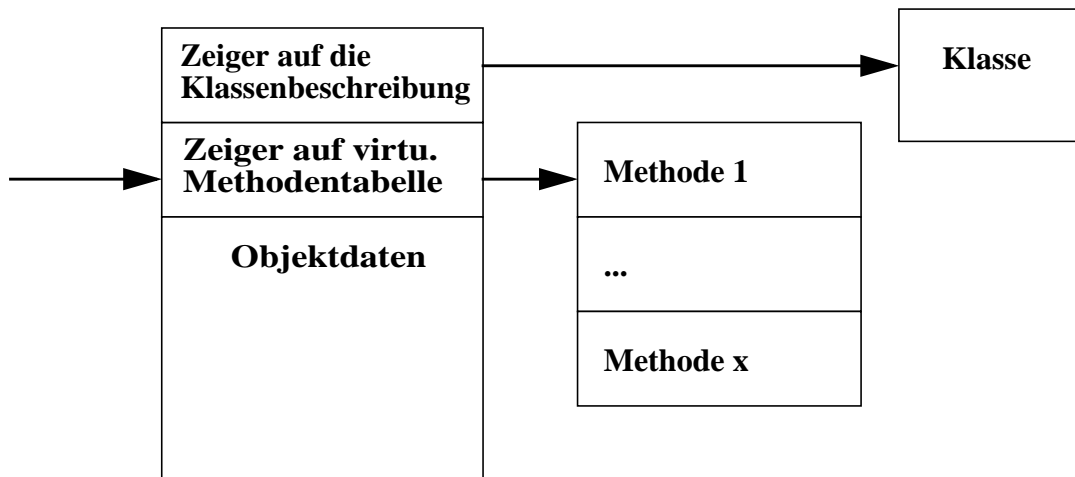 Zeiger auf die
Klassenbeschreibung
Klasse
Zeiger auf virtu.
Methodentabelle
Methode 1
Objektdaten
...
Methode x